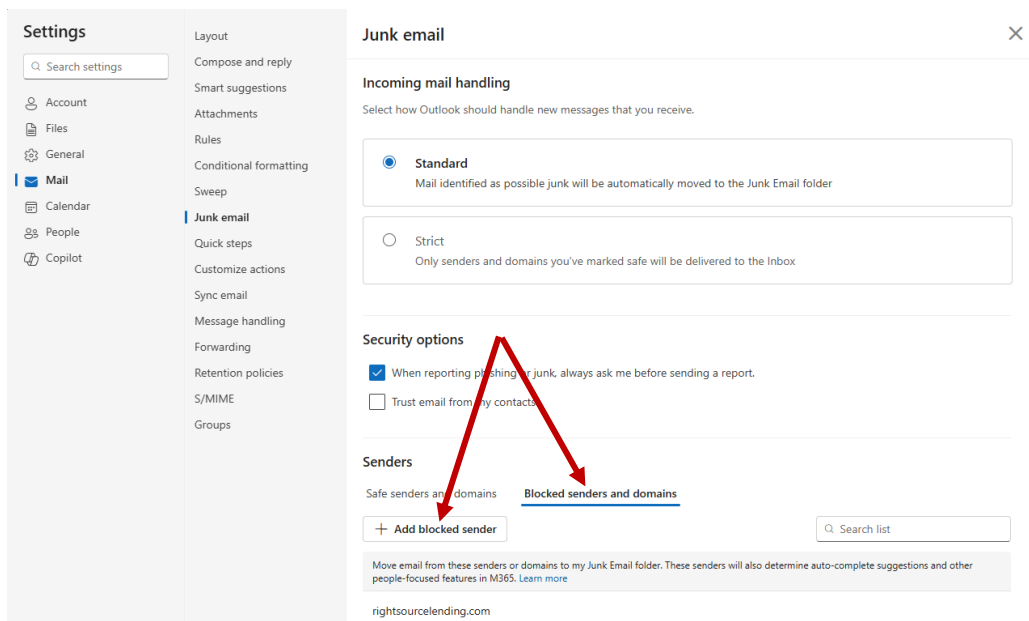 Settings
Search settings
Account
Files
General
Mail
Calendar
People
Copilot
Layout
Compose and reply
Smart suggestions
Attachments
Rules
Conditional formatting
Sweep
Junk email
Quick steps
Customize actions
Sync email
Message handling
Forwarding
Retention policies
S/MIME
Groups
Junk email
Incoming mail handling
Select how Outlook should handle new messages that you receive.
Standard
Mail identified as possible junk will be automatically moved to the Junk Email folder
Strict
Only senders and domains you've marked safe will be delivered to the Inbox
Security options
When reporting phishing or junk, always ask me before sending a report.
Trust email from my contacts
Senders
Safe senders and domains
Blocked senders and domains
Add blocked sender
Search list
Move email from these senders or domains to my Junk Email folder. These senders will also determine auto-complete suggestions and other
people-focused features in M365. Learn more
rightsourcelending.com